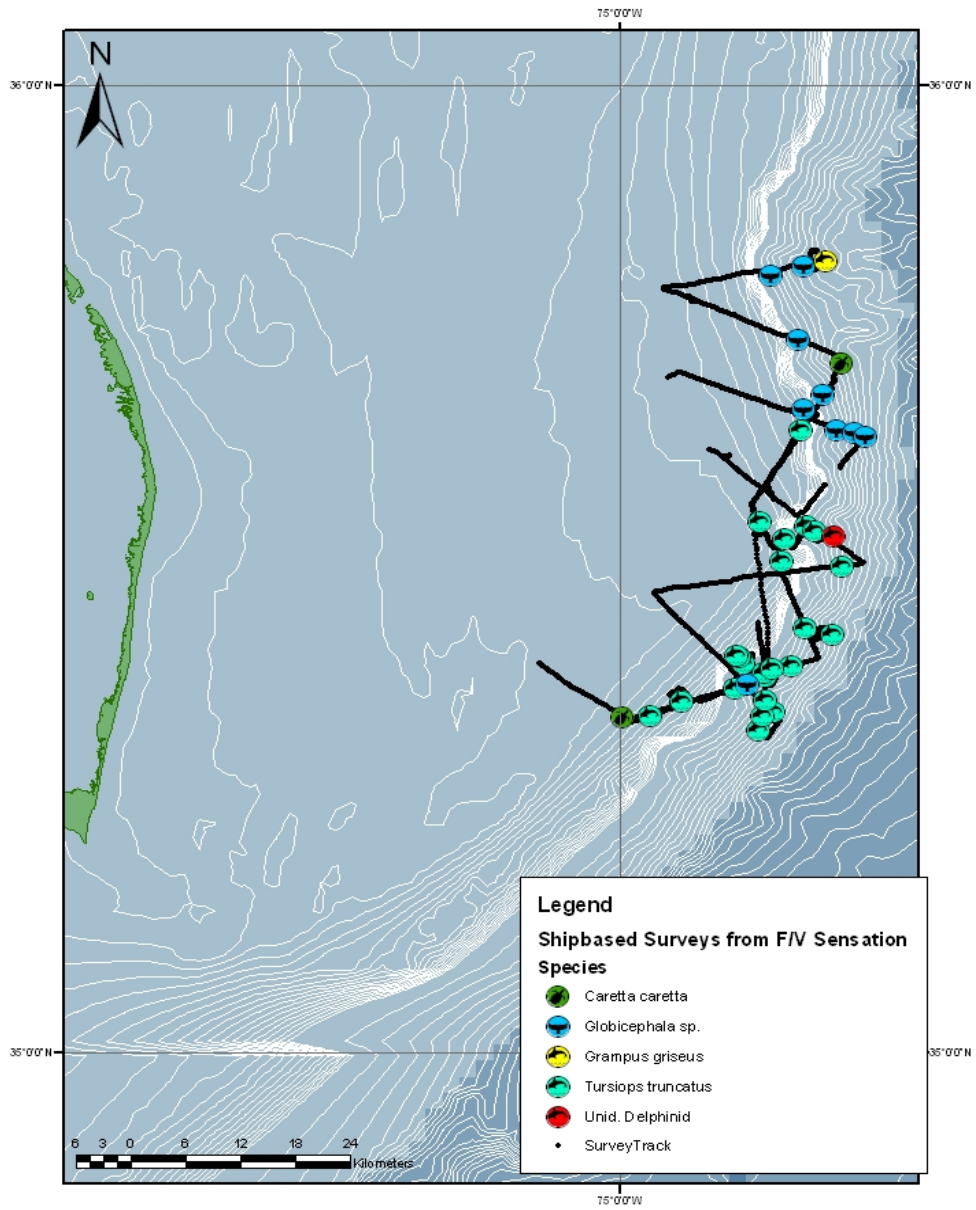 75°0'0"W
N
36°0'0"N
36°0'0"N
Legend
Shipbased Surveys from F/V Sensation
Species
Caretta caretta
Globicephala sp.
Grampus griseus
Tursiops truncatus
Unid. Delphinid
SurveyTrack
35°0'0"N
35°0'0"N
6 3 0 6 12 18 24
Kilometers
75°0'0"W